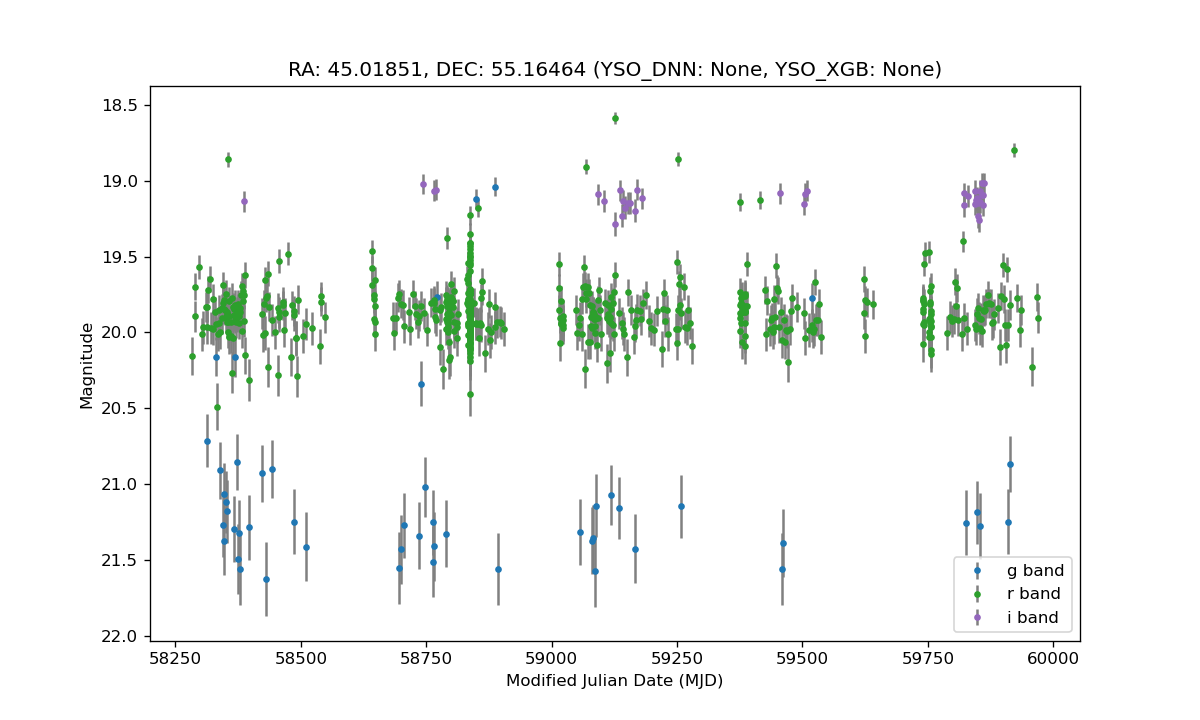 RA: 45.01851, DEC: 55.16464 (YSO_DNN: None, YSO_XGB: None)
18.5
19.0
19.5
20.0
20.5
21.0
21.5
22.0
Magnitude
g band
r band
i band
58250 58500 58750 59000 59250 59500 59750 60000
Modified Julian Date (MJD)